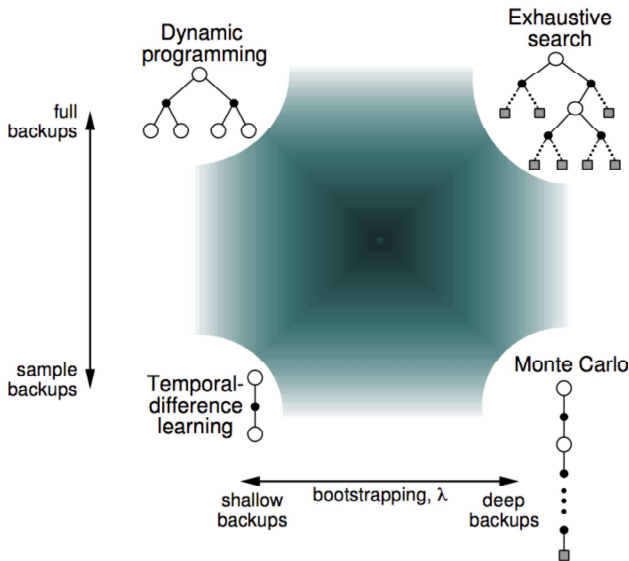 Dynamic
programming
Exhaustive
search
full
backups
sample
backups
Temporal-
difference
learning
Monte Carlo
bootstrapping, λ
shallow
backups
deep
backups